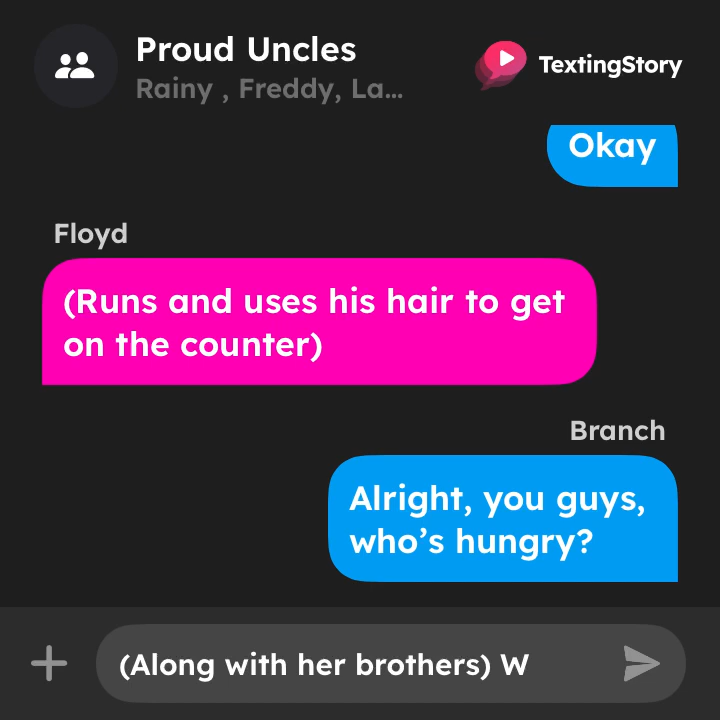 Proud Uncles
Rainy , Freddy, La...
TextingStory
Okay
Floyd
(Runs and uses his hair to get
on the counter)
Branch
Alright, you guys,
who’s hungry?
(Along with her brothers) W